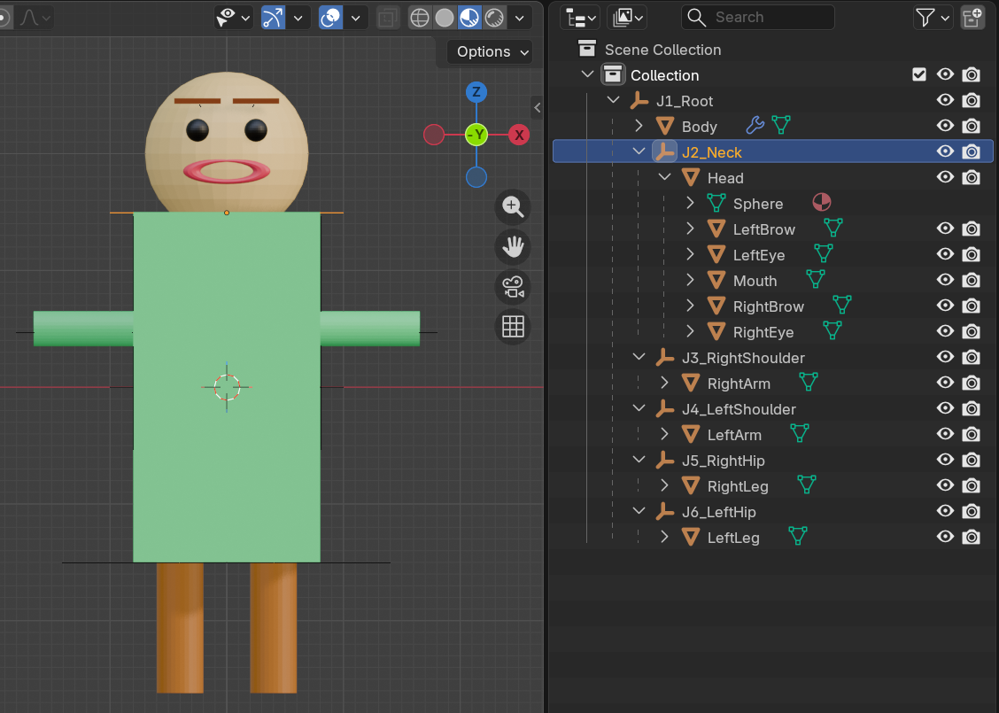 Search
Options
Z
-Y
X
Scene Collection
Collection
J1_Root
Body
J2_Neck
Head
Sphere
LeftBrow
LeftEye
Mouth
RightBrow
RightEye
J3_RightShoulder
RightArm
J4_LeftShoulder
LeftArm
J5_RightHip
RightLeg
J6_LeftHip
LeftLeg